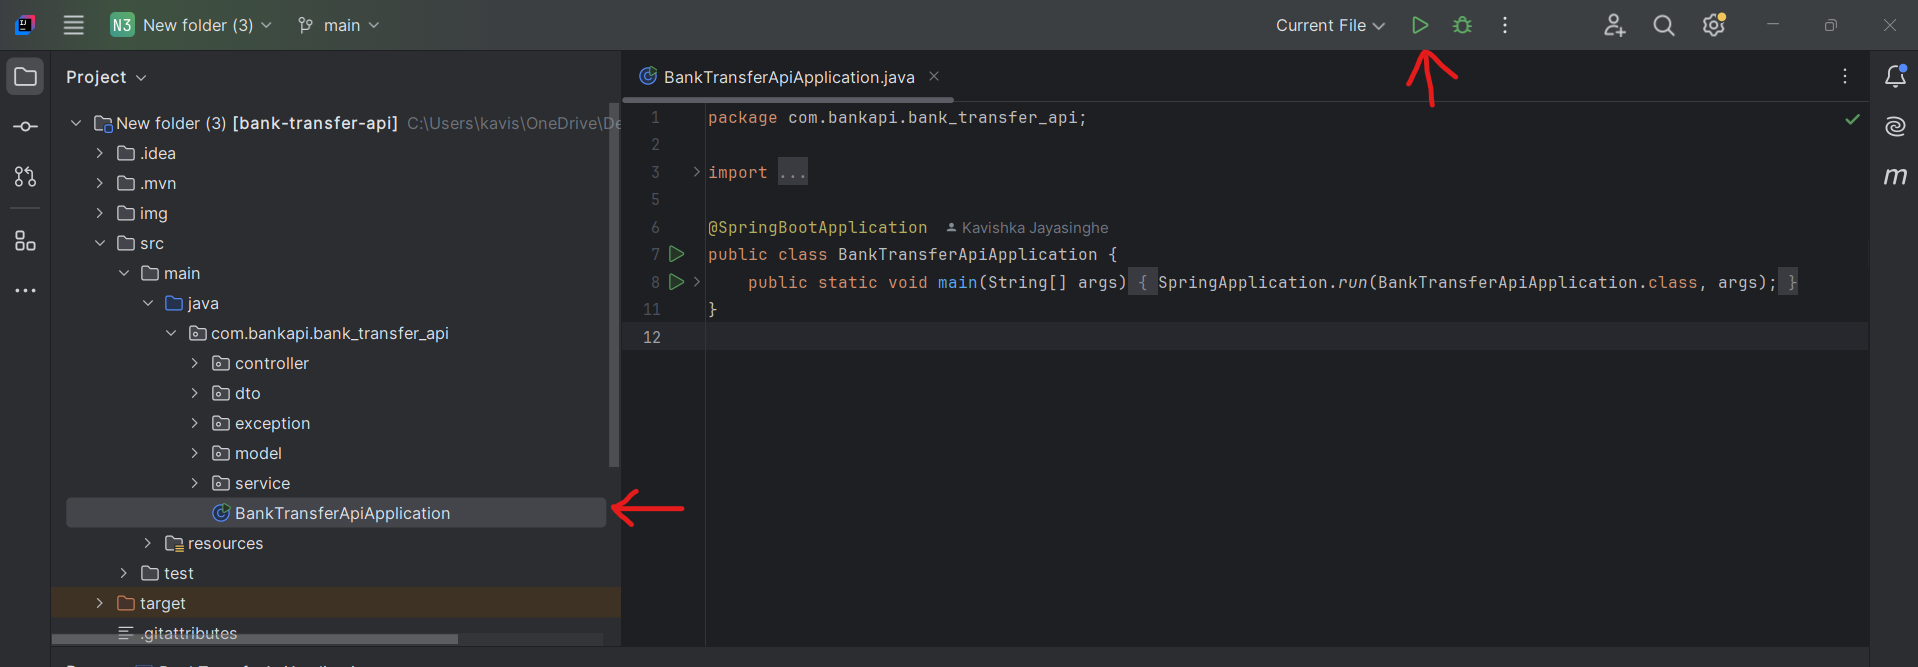 N3 New folder (3) main Current File
Project
BankTransferApiApplication.java
New folder (3) [bank-transfer-api] C:\Users\kavis\OneDrive\De
.idea
.mvn
img
src
main
java
com.bankapi.bank_transfer_api
controller
dto
exception
model
service
BankTransferApiApplication
resources
test
target
.gitattributes
1 package com.bankapi.bank_transfer_api;
2
3 import ...
5
6 @SpringBootApplication Kavishka Jayasinghe
7 public class BankTransferApiApplication {
8 public static void main(String[] args) { SpringApplication.run(BankTransferApiApplication.class, args); }
11 }
12
m